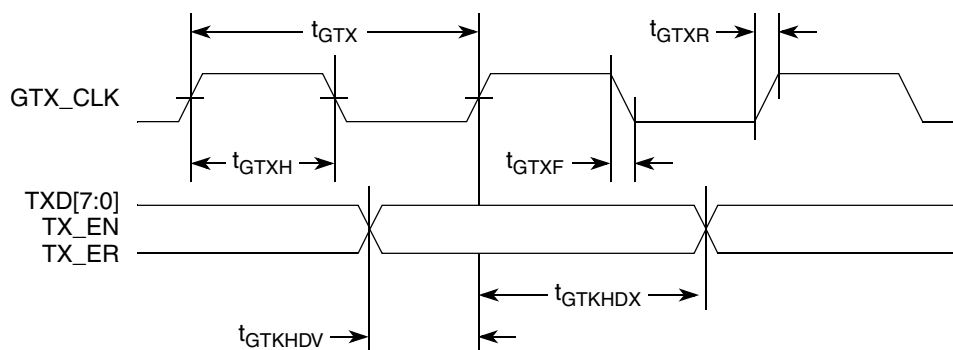 tGTX
tGTXR
GTX_CLK
tGTXH
tGTXF
TXD[7:0]
TX_EN
TX_ER
tGTKHDX
tGTKHDV